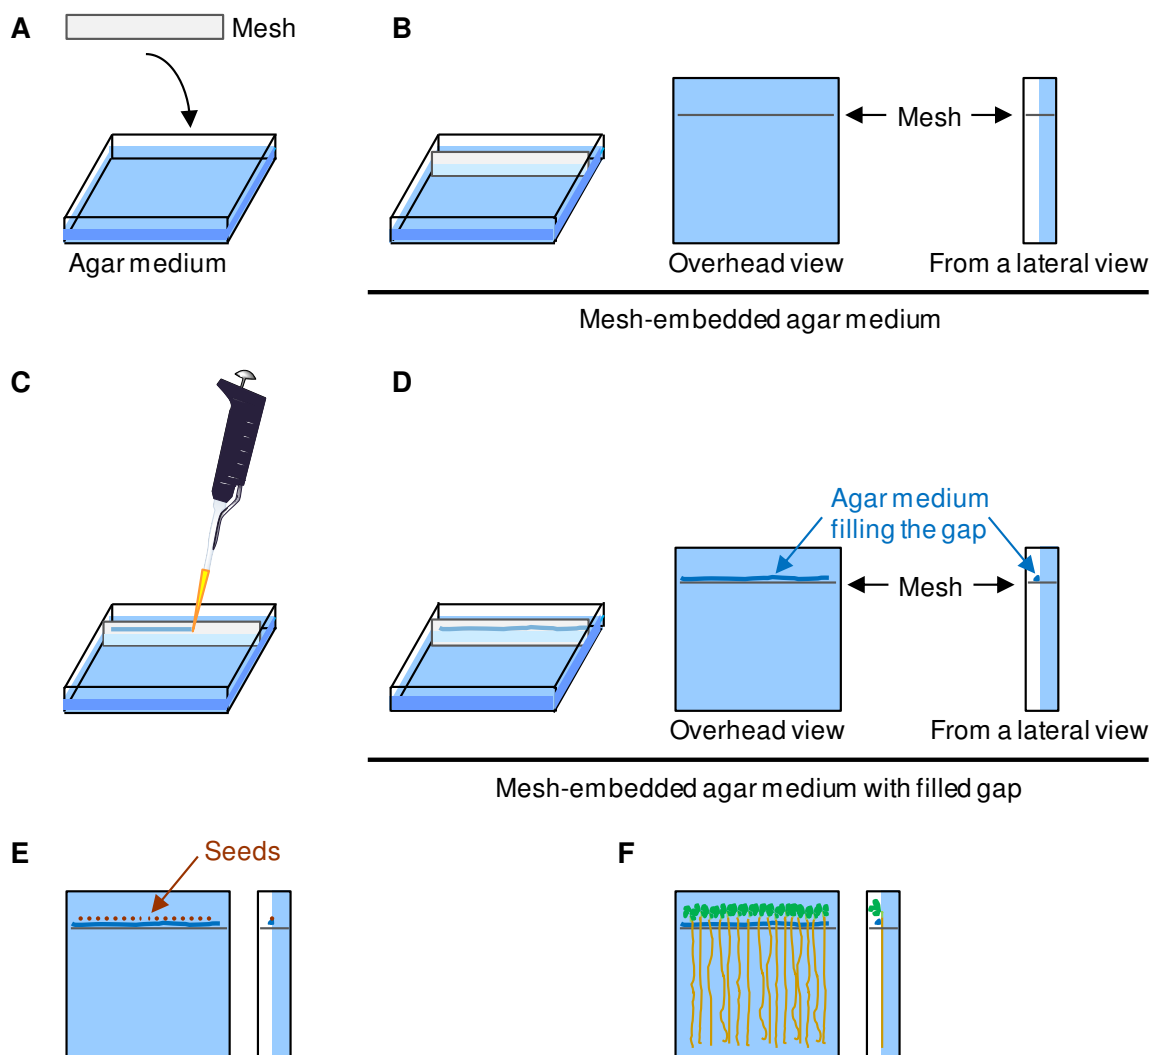 A
Mesh
B
Mesh
Agar medium
Overhead view
From a lateral view
Mesh-embedded agar medium
C
D
Agar medium
filling the gap
Mesh
Overhead view
From a lateral view
Mesh-embedded agar medium with filled gap
E
Seeds
F